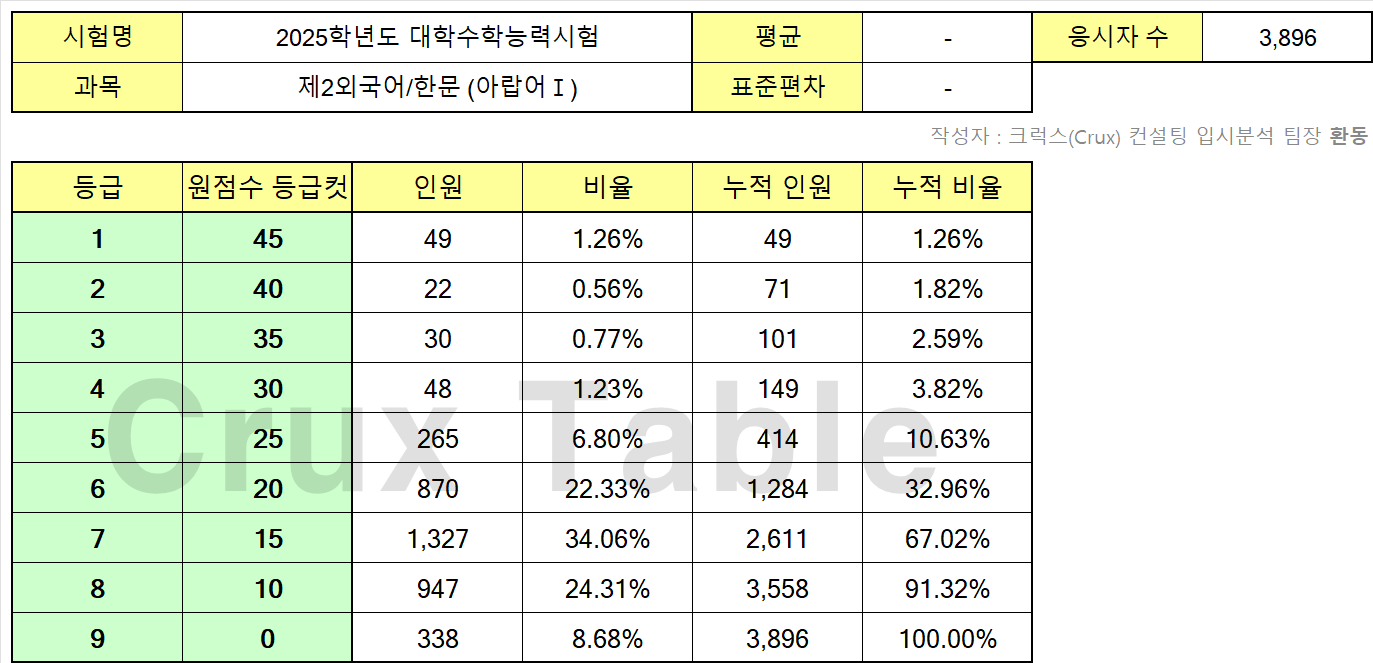 시험명 2025학년도 대학수학능력시험 평균 - 응시자 수 3,896
과목 제2외국어/한문 (아랍어Ⅰ) 표준편차 -
작성자 : 크럭스(Crux) 컨설팅 입시분석 팀장 환동
등급 원점수 등급컷 인원 비율 누적 인원 누적 비율
1 45 49 1.26% 49 1.26%
2 40 22 0.56% 71 1.82%
3 35 30 0.77% 101 2.59%
4 30 48 1.23% 149 3.82%
5 25 265 6.80% 414 10.63%
6 20 870 22.33% 1,284 32.96%
7 15 1,327 34.06% 2,611 67.02%
8 10 947 24.31% 3,558 91.32%
9 0 338 8.68% 3,896 100.00%
Crux Table